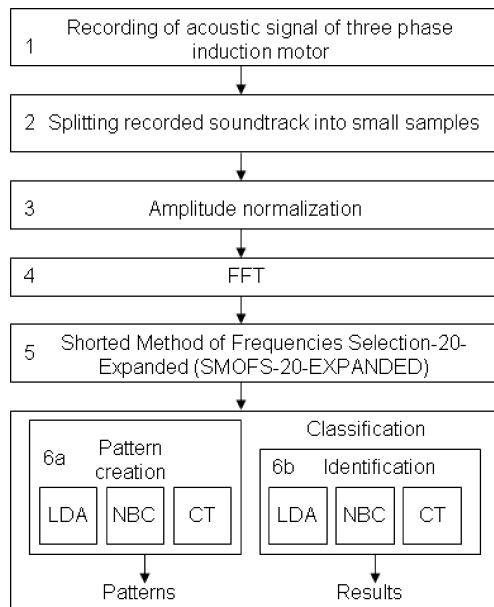 1
Recording of acoustic signal of three phase
induction motor
2
Splitting recorded soundtrack into small samples
3
Amplitude normalization
4
FFT
5
Shorted Method of Frequencies Selection-20-
Expanded (SMOFS-20-EXPANDED)
Classification
6a
Pattern
creation
LDA
NBC
CT
6b
Identification
LDA
NBC
CT
Patterns
Results